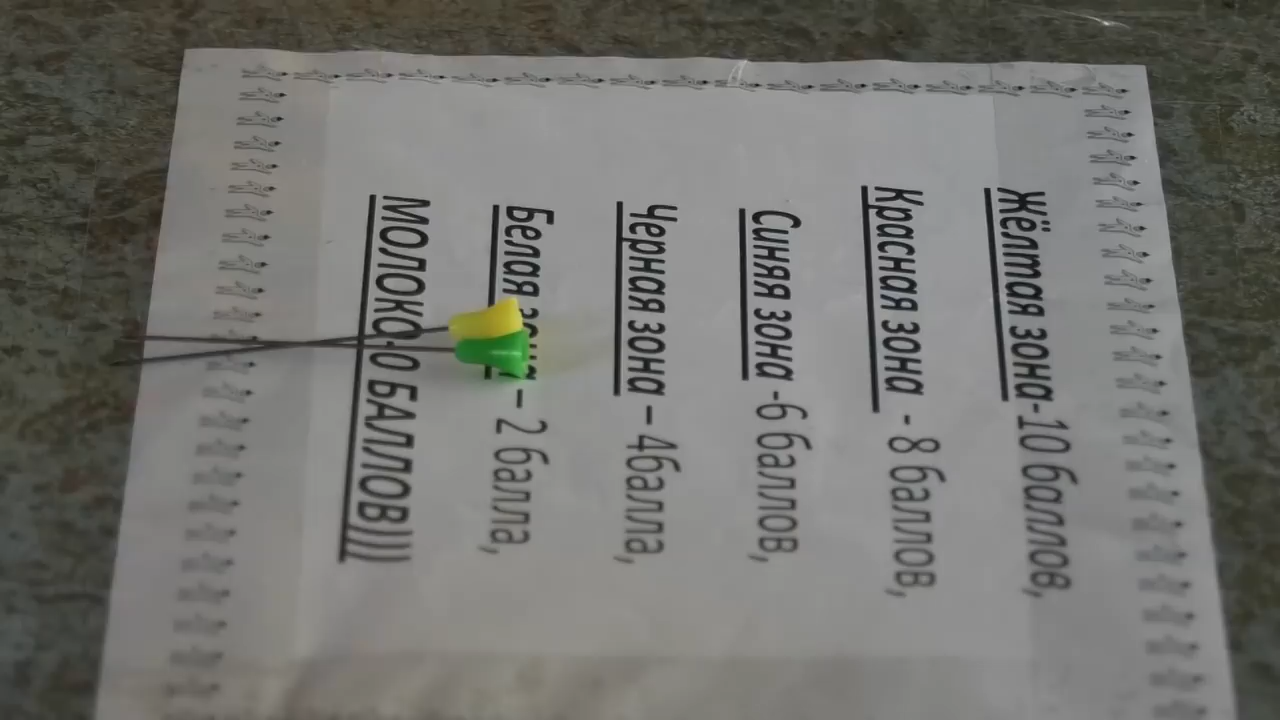 Жёлтая зона-10 баллов,
Красная зона - 8 баллов,
Синяя зона -6 баллов,
Черная зона – 4балла,
Белая зона – 2 балла,
МОЛОКО-0 БАЛЛОВ))))